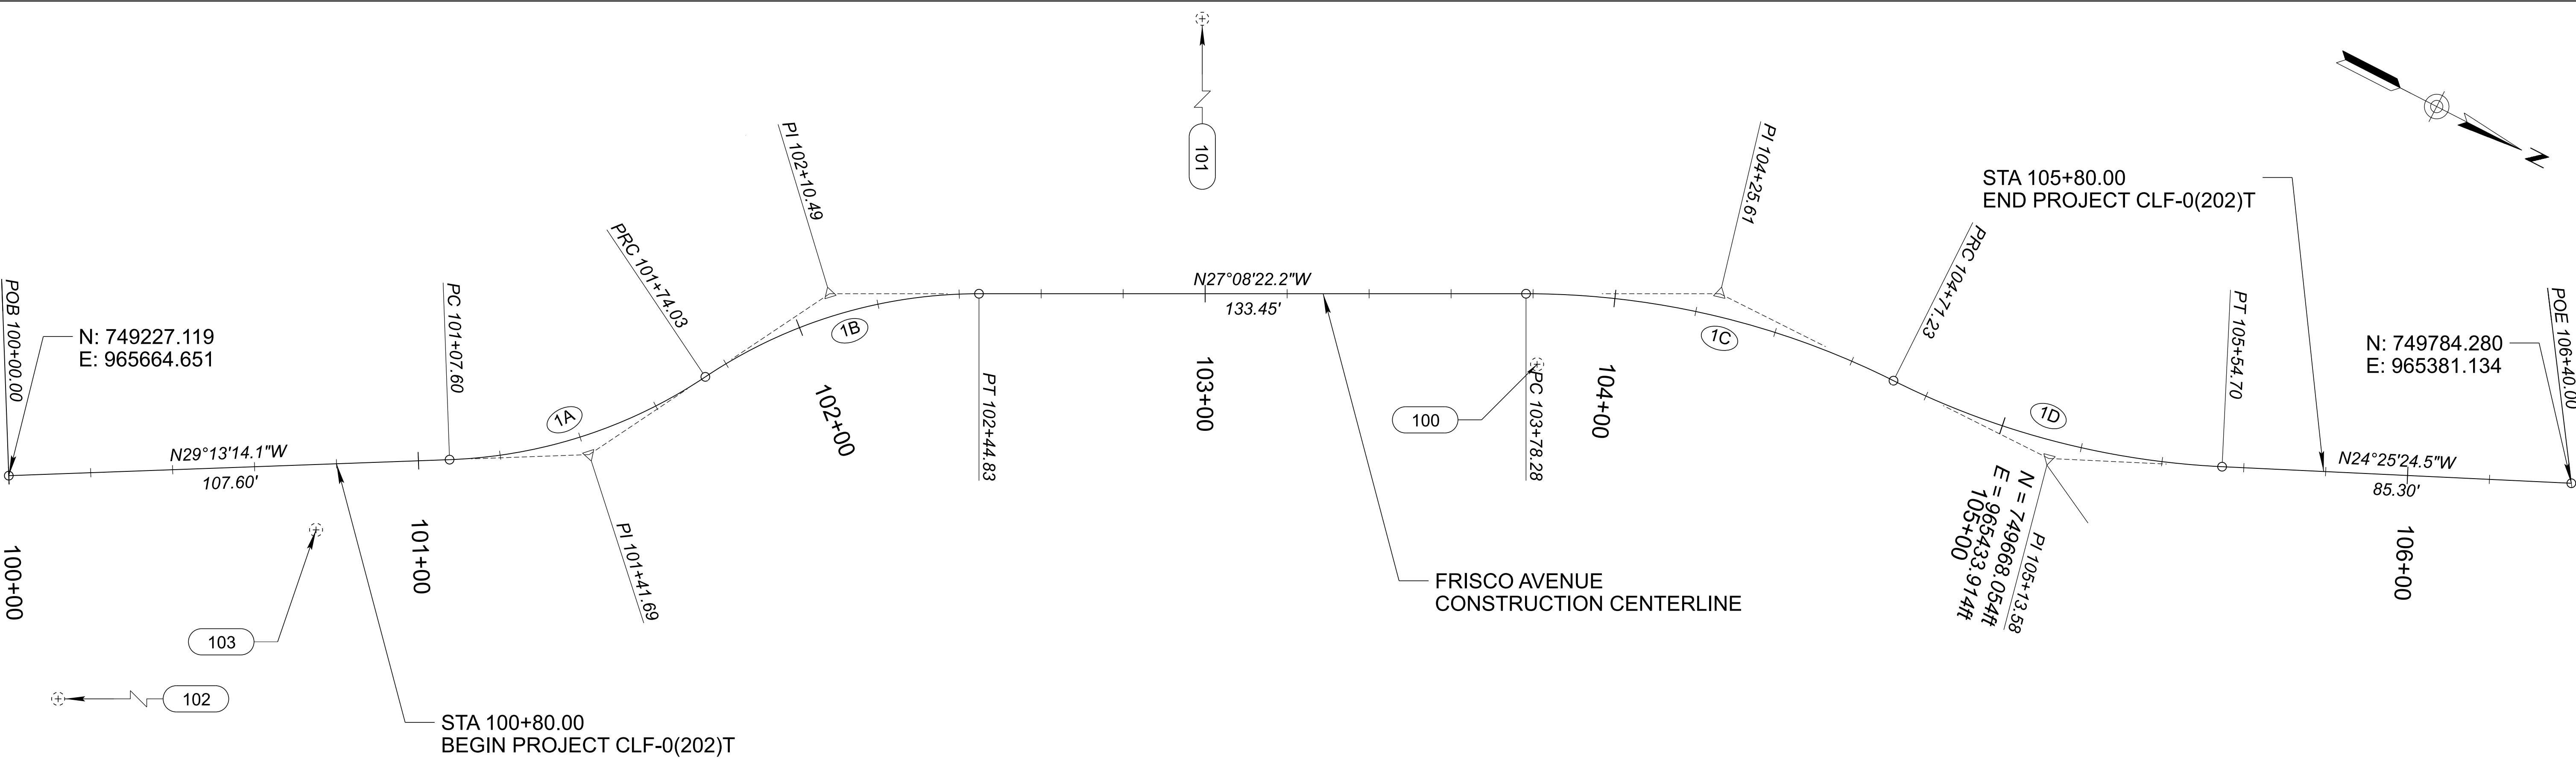 POB 100+00.00
N: 749227.119
E: 965664.651
N29°13'14.1"W
107.60'
100+00
103
102
STA 100+80.00
BEGIN PROJECT CLF-0(202)T
101+00
PC 101+07.60
1A
PI 101+41.69
PRC 101+74.03
PI 102+10.49
1B
102+00
PT 102+44.83
101
N27°08'22.2"W
133.45'
103+00
FRISCO AVENUE
CONSTRUCTION CENTERLINE
100
PC 103+78.28
104+00
PI 104+25.61
1C
PRC 104+71.23
1D
105+00
E = 965433.914ft
N = 749668.054ft
PI 105+13.58
STA 105+80.00
END PROJECT CLF-0(202)T
PT 105+54.70
N24°25'24.5"W
85.30'
106+00
N: 749784.280
E: 965381.134
POE 106+40.00
N